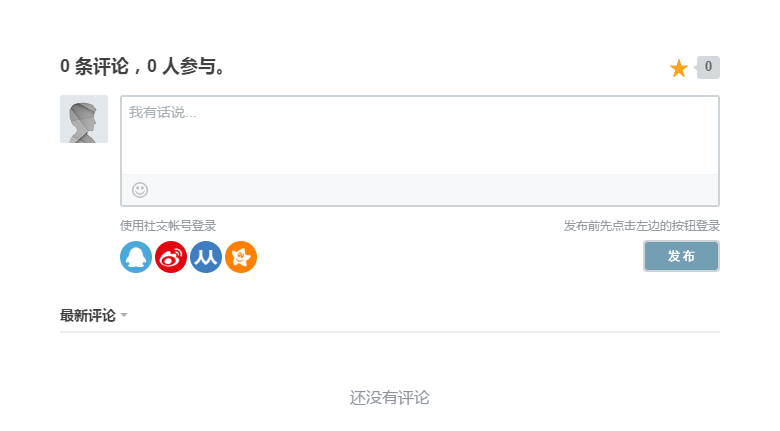 0 条评论，0 人参与。
0
我有话说...
使用社交帐号登录
发布前先点击左边的按钮登录
发布
最新评论
还没有评论